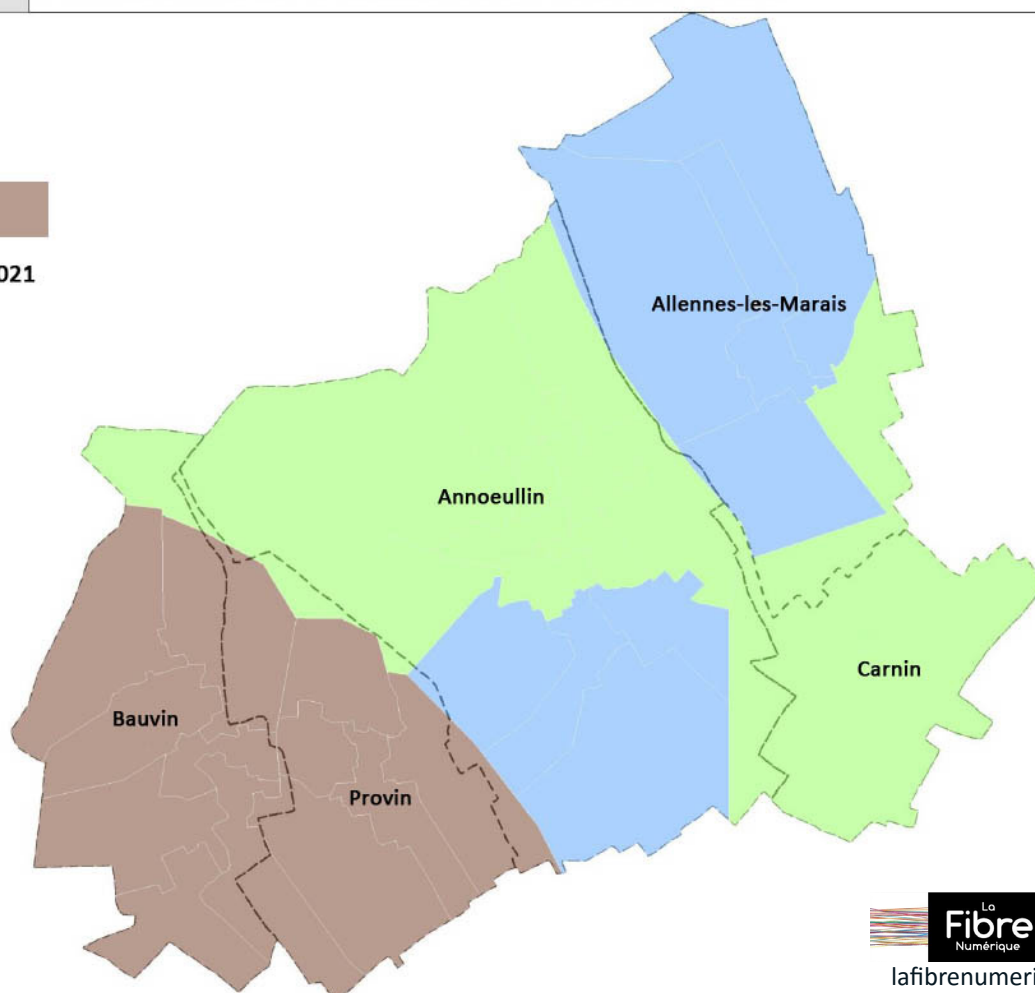 021
Allennes-les-Marais
Annoeullin
Carnin
Bauvin
Provin
La
Fibre
Numérique
lafibrenumeri